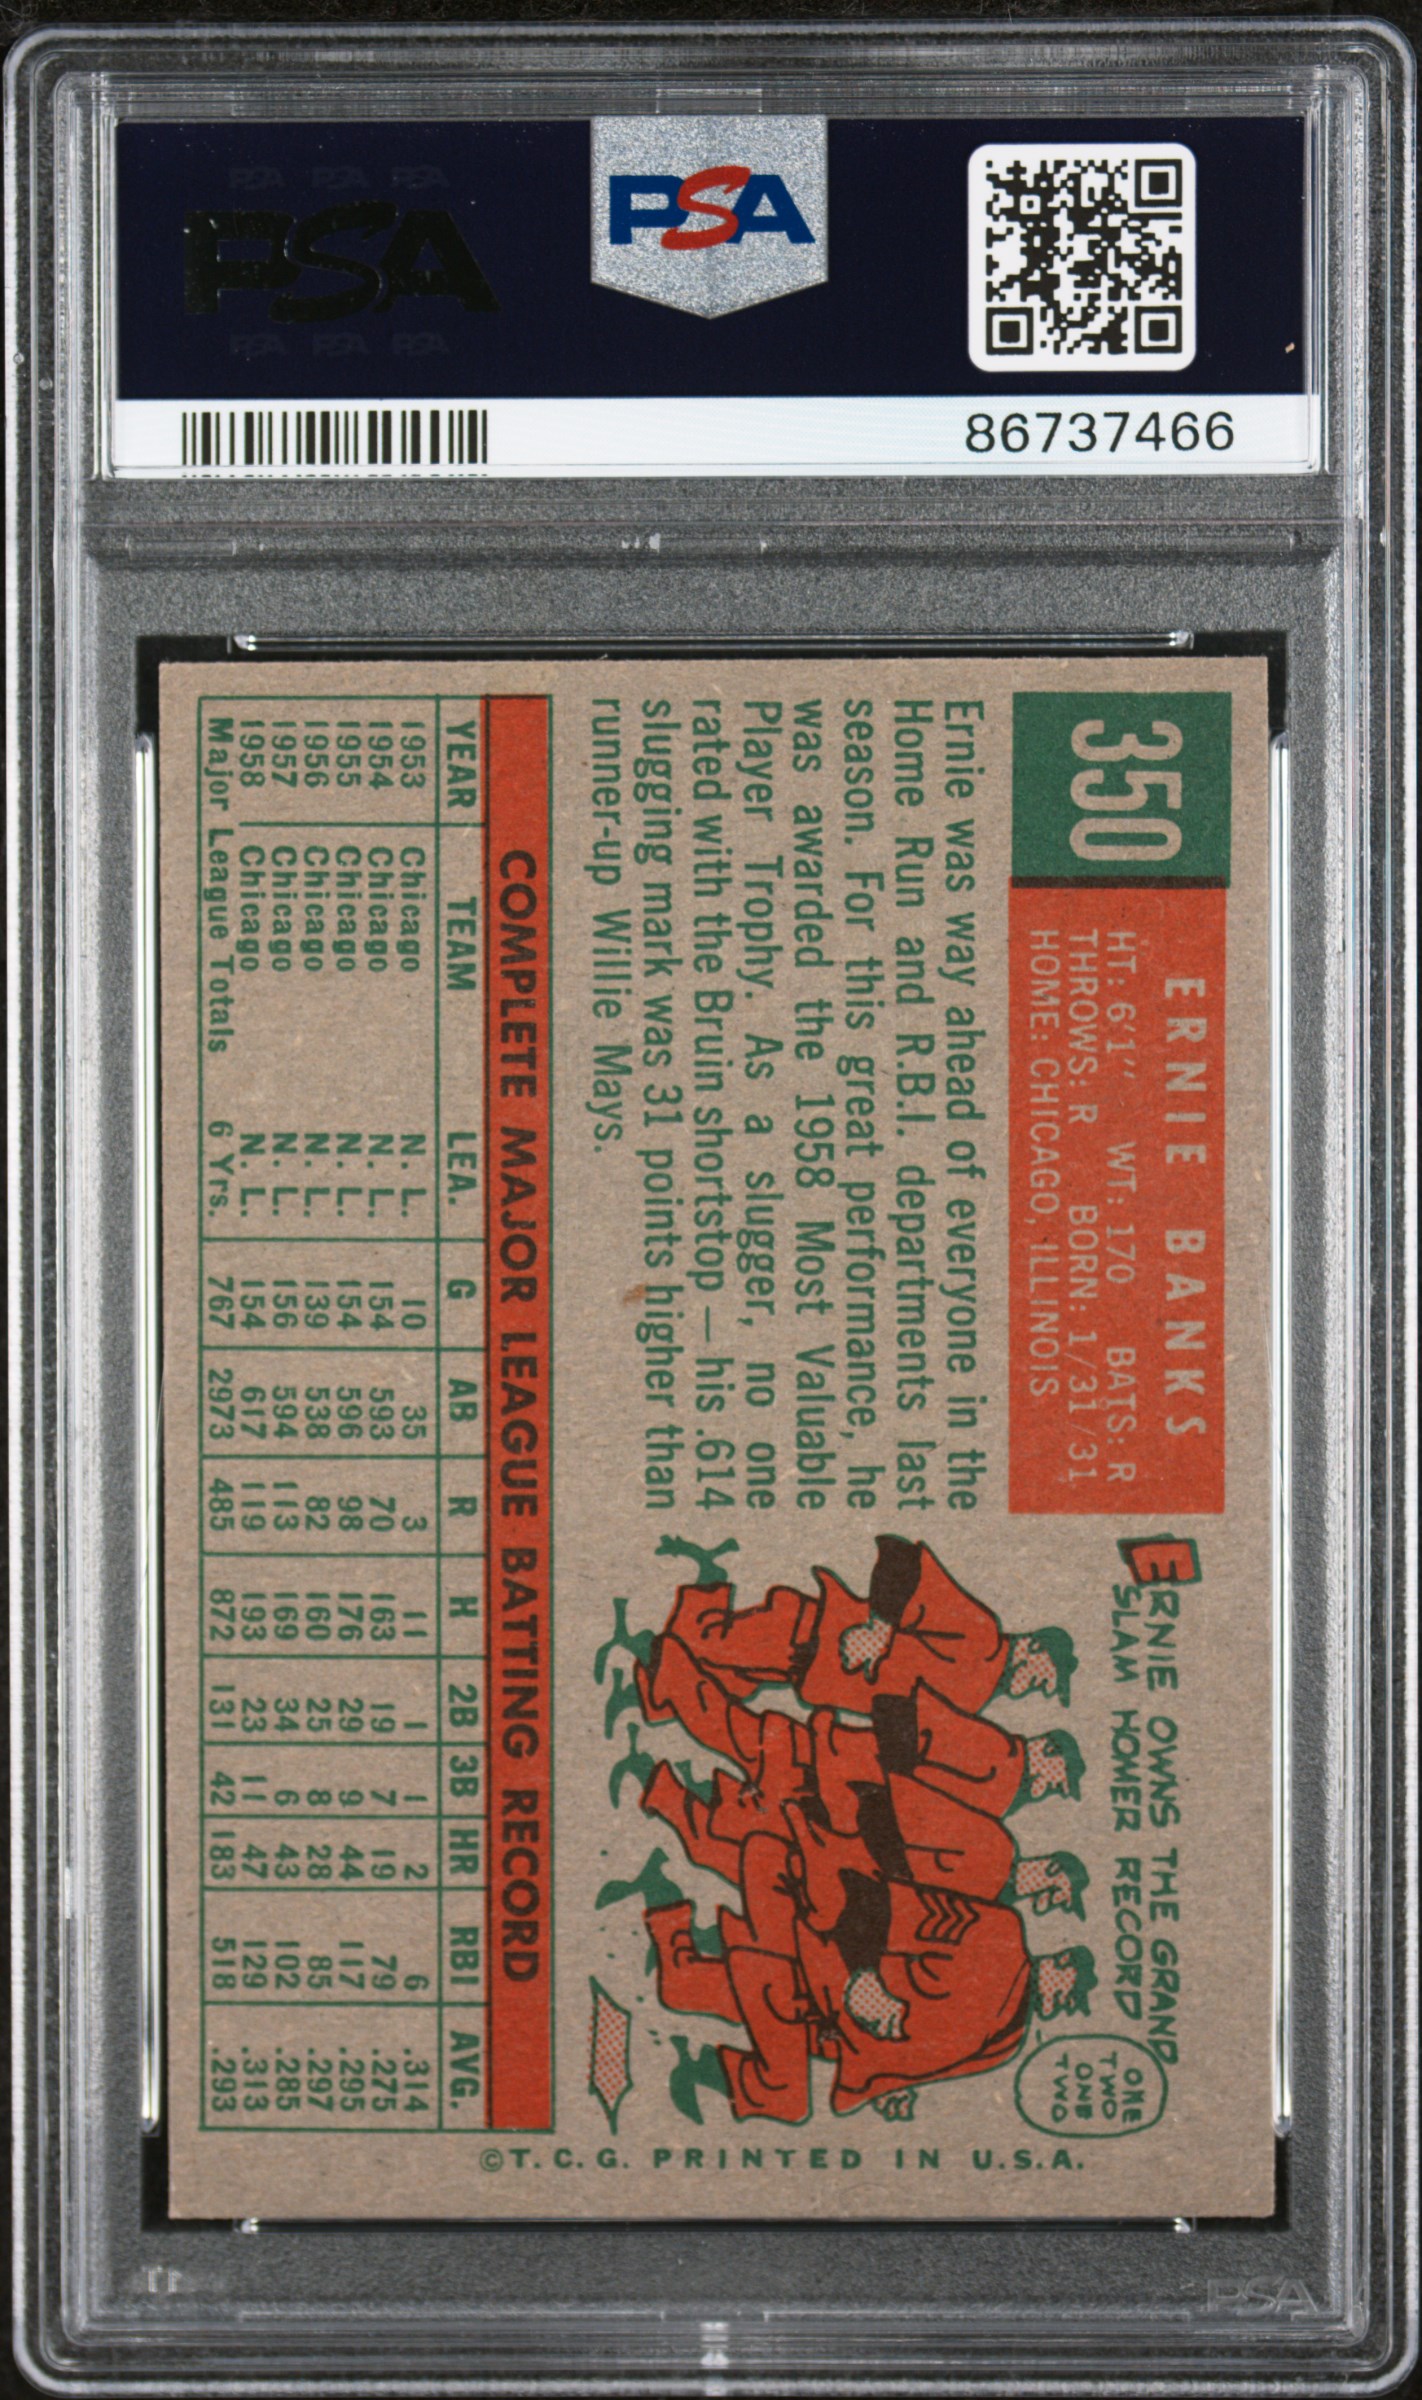 PSA PSA PSA
PSA
PSA PSA PSA
PSA
86737466
350
ERNIE BANKS
HT: 6'1" WT: 170 BATS: R
THROWS: R BORN: 1/31/31
HOME: CHICAGO, ILLINOIS
Ernie was way ahead of everyone in the
Home Run and R.B.I. departments last
season. For this great performance, he
was awarded the 1958 Most Valuable
Player Trophy. As a slugger, no one
rated with the Bruin shortstop — his .614
slugging mark was 31 points higher than
runner-up Willie Mays.
ERNIE OWNS THE GRAND
SLAM HOMER RECORD
ONE
TWO
ONE
TWO
COMPLETE MAJOR LEAGUE BATTING RECORD
YEAR TEAM LEA. G AB R H 2B 3B HR RBI AVG.
1953 Chicago N. L. 10 35 3 11 1 1 2 6 .314
1954 Chicago N. L. 154 593 70 163 19 7 19 79 .275
1955 Chicago N. L. 154 596 98 176 29 9 44 117 .295
1956 Chicago N. L. 139 538 82 160 25 8 28 85 .297
1957 Chicago N. L. 156 594 113 169 34 6 43 102 .285
1958 Chicago N. L. 154 617 119 193 23 11 47 129 .313
Major League Totals 6 Yrs. 767 2973 485 872 131 42 183 518 .293
©T. C. G. PRINTED IN U.S.A.
PSA